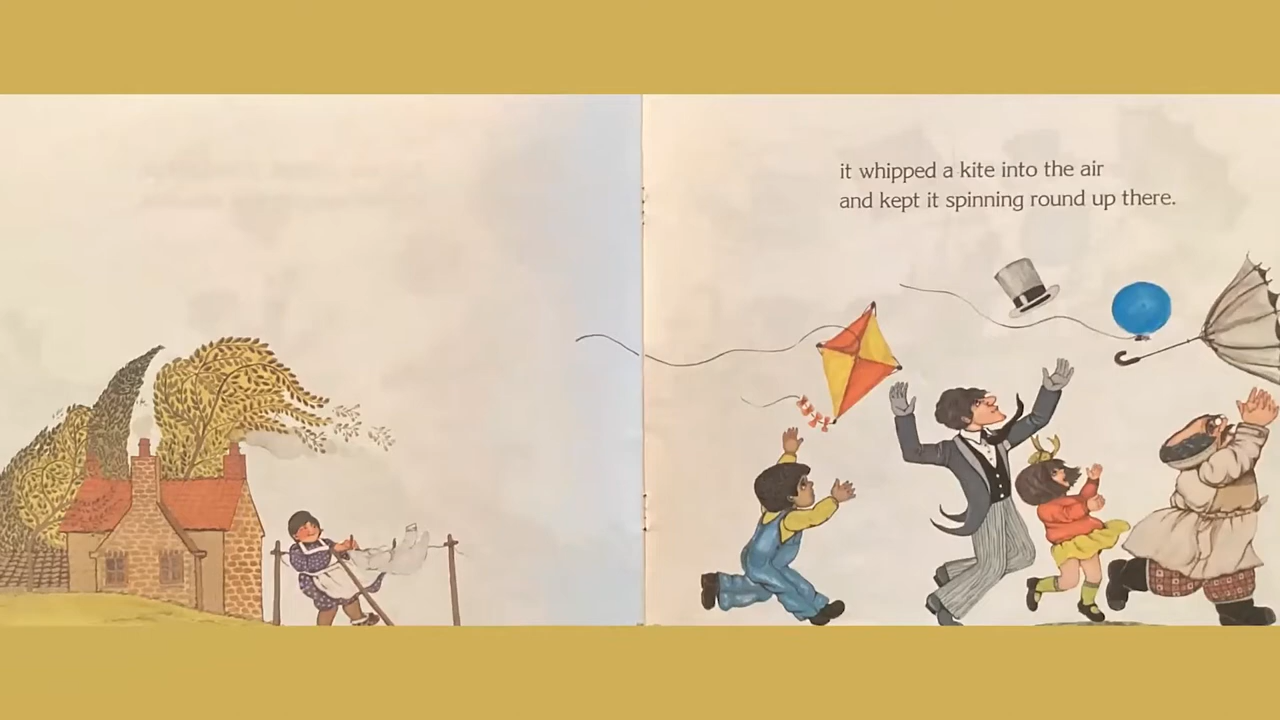 it whipped a kite into the air
and kept it spinning round up there.